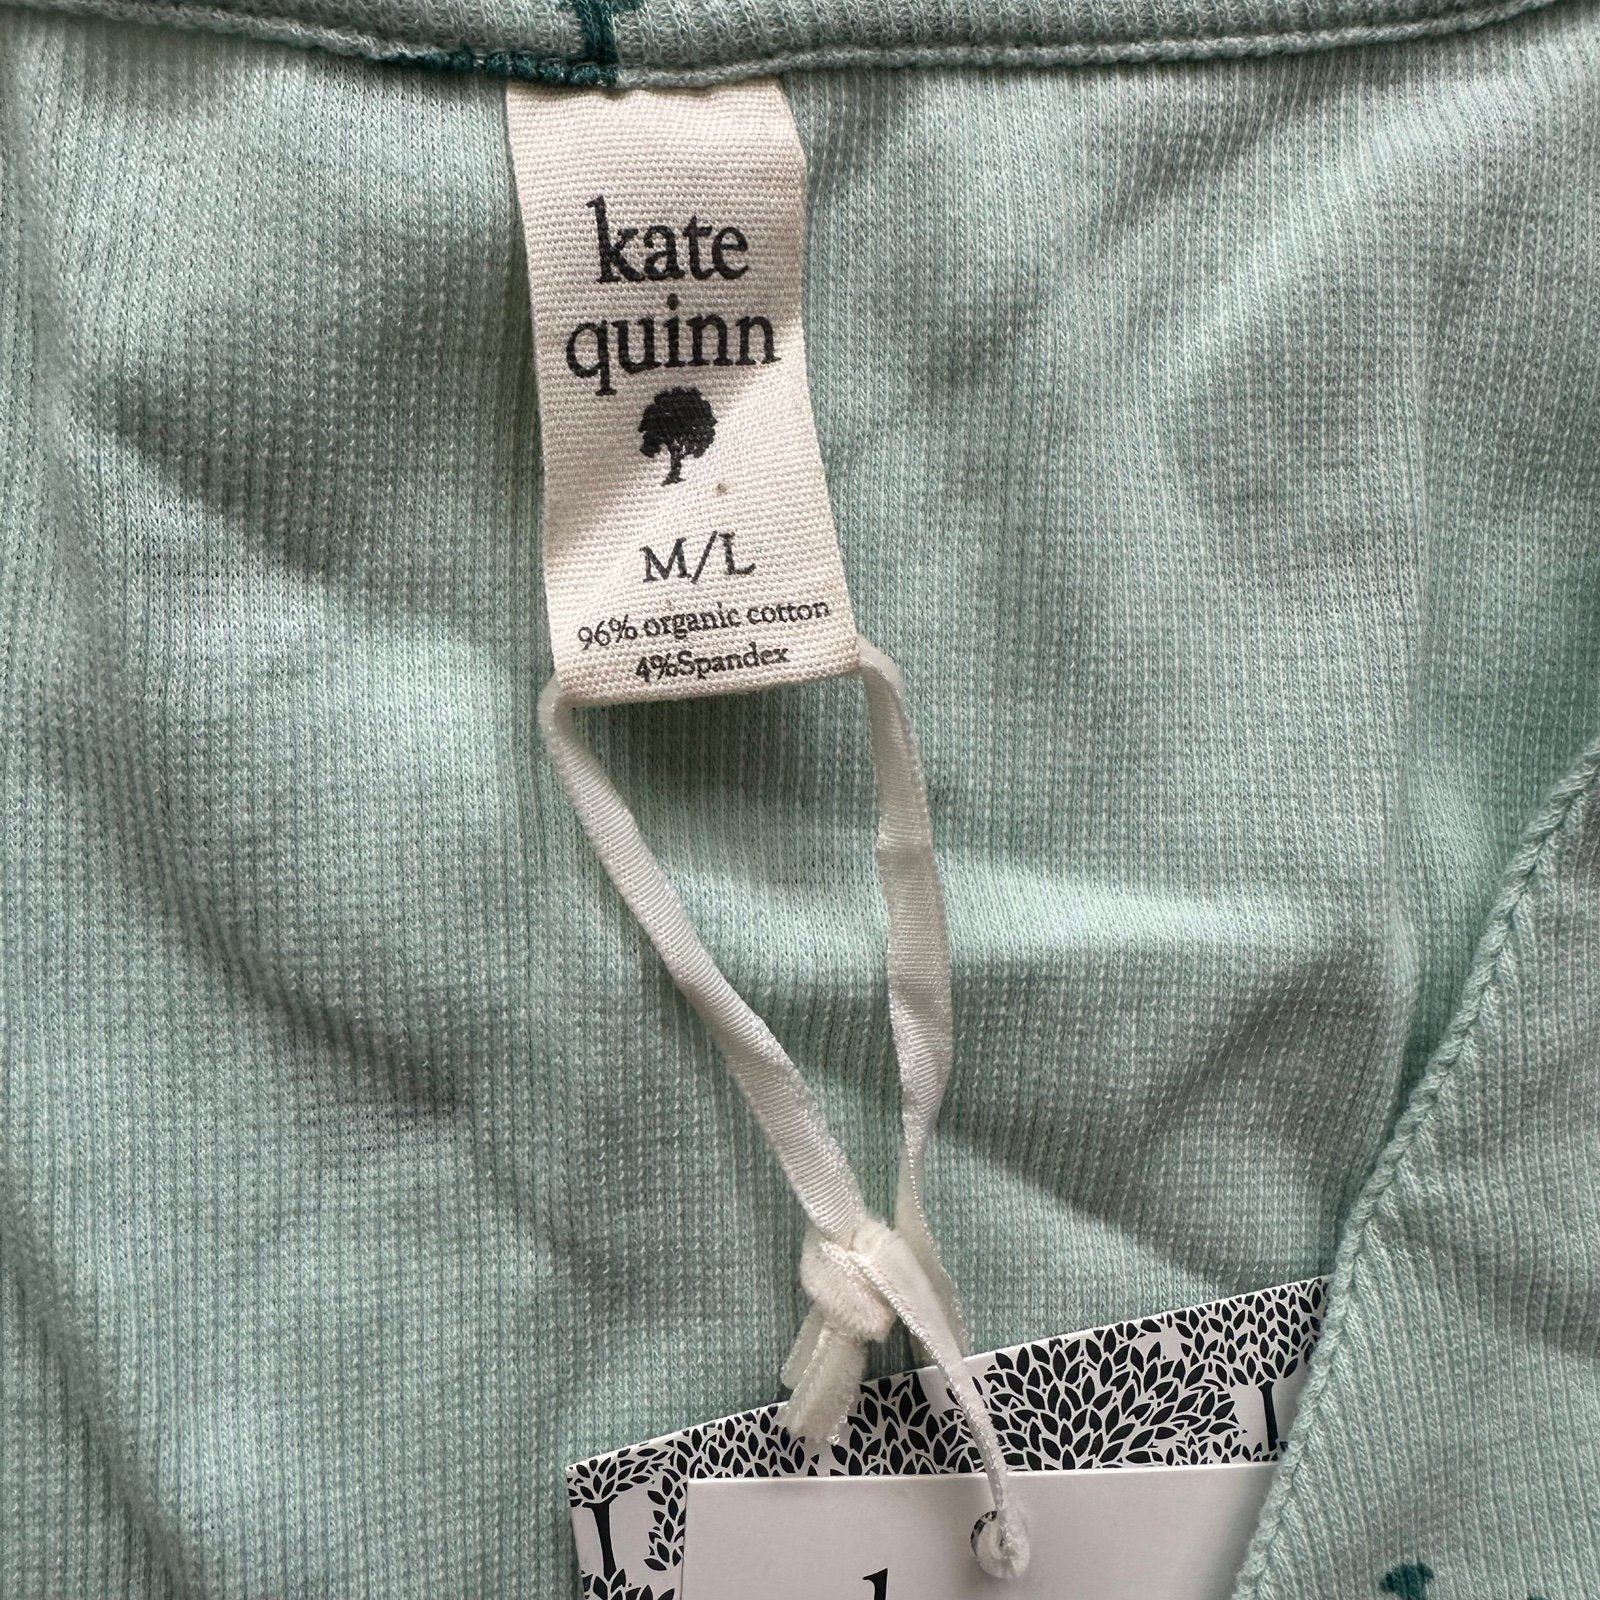 kate
quinn
M/L
96% organic cotton
4%Spandex